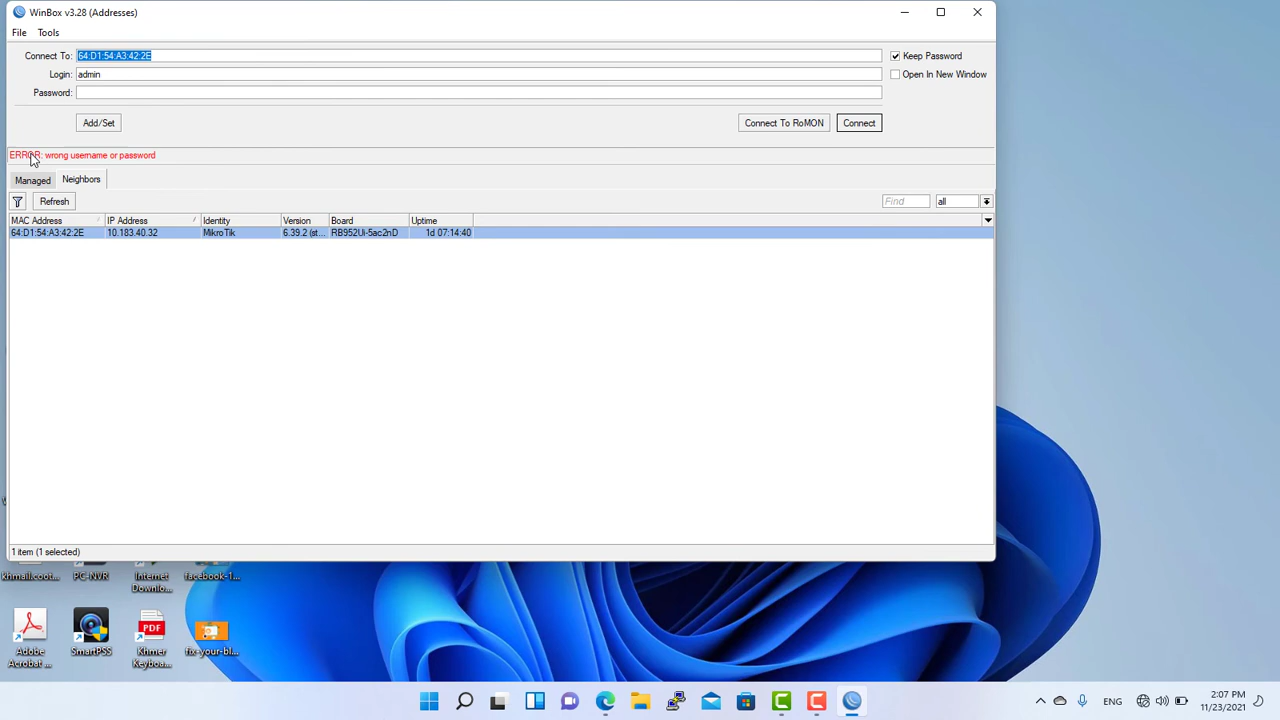 WinBox v3.28 (Addresses)
File Tools
Connect To: 64:D1:54:A3:42:2E
Keep Password
Login: admin
Open In New Window
Password:
Add/Set
Connect To RoMON
Connect
ERROR: wrong username or password
Managed
Neighbors
Refresh
Find
all
MAC Address IP Address Identity Version Board Uptime
64:D1:54:A3:42:2E 10.183.40.32 MikroTik 6.39.2 (st... RB952Ui-5ac2nD 1d 07:14:40
1 item (1 selected)
khmail.coot...
PC-NVR
Internet
Downlo...
facebook-1...
Adobe
Acrobat ...
SmartPSS
PDF
Khmer
Keyboa...
fix-your-bl...
ENG
2:07 PM
11/23/2021